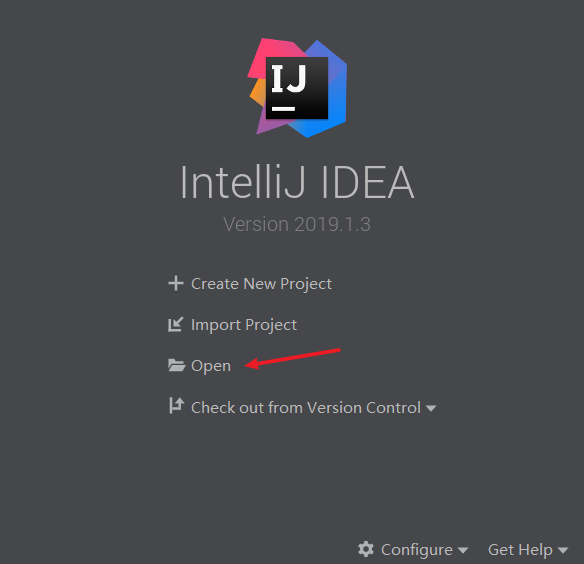 IJ
IntelliJ IDEA
Version 2019.1.3
Create New Project
Import Project
Open
Check out from Version Control
Configure Get Help